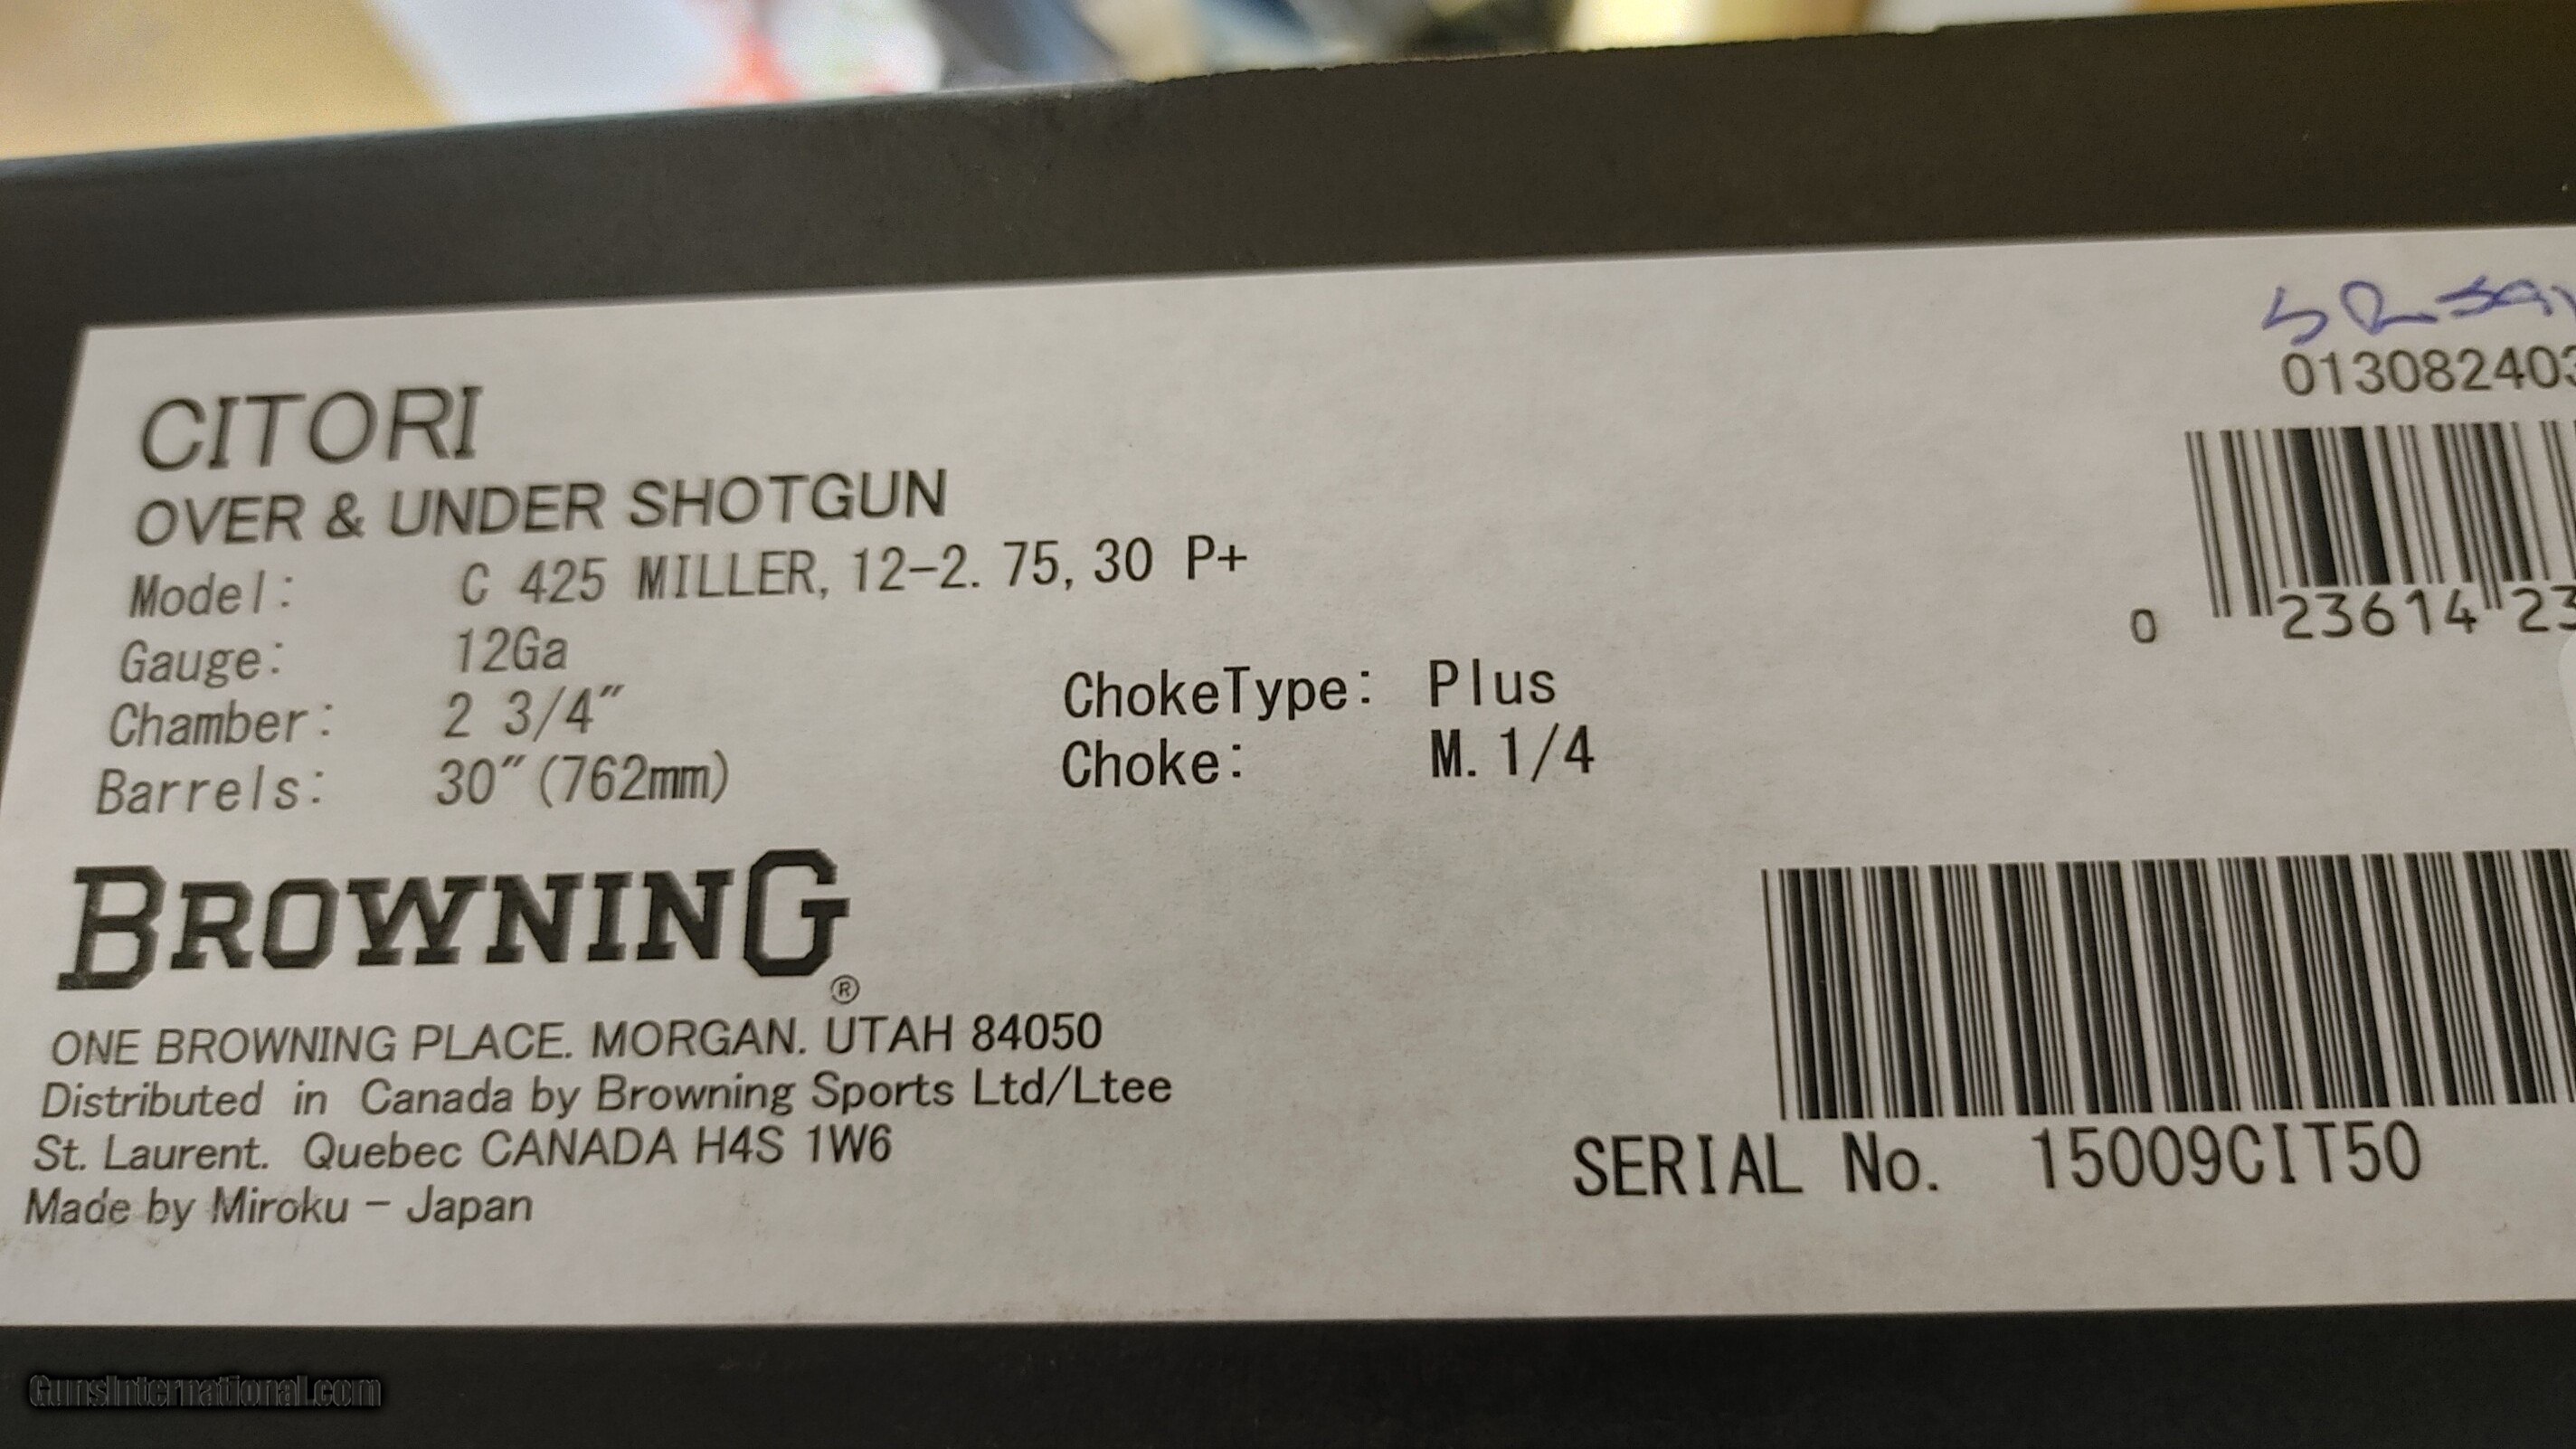 CITORI
OVER & UNDER SHOTGUN
Model: C 425 MILLER, 12-2. 75, 30 P+
Gauge: 12Ga
Chamber: 2 3/4"
Barrels: 30"(762mm)
ChokeType: Plus
Choke: M. 1/4
BROWNING®
ONE BROWNING PLACE. MORGAN. UTAH 84050
Distributed in Canada by Browning Sports Ltd/Ltee
St. Laurent. Quebec CANADA H4S 1W6
Made by Miroku - Japan
013082403
0 23614 23
SERIAL No. 15009CIT50
GunsInternational.com